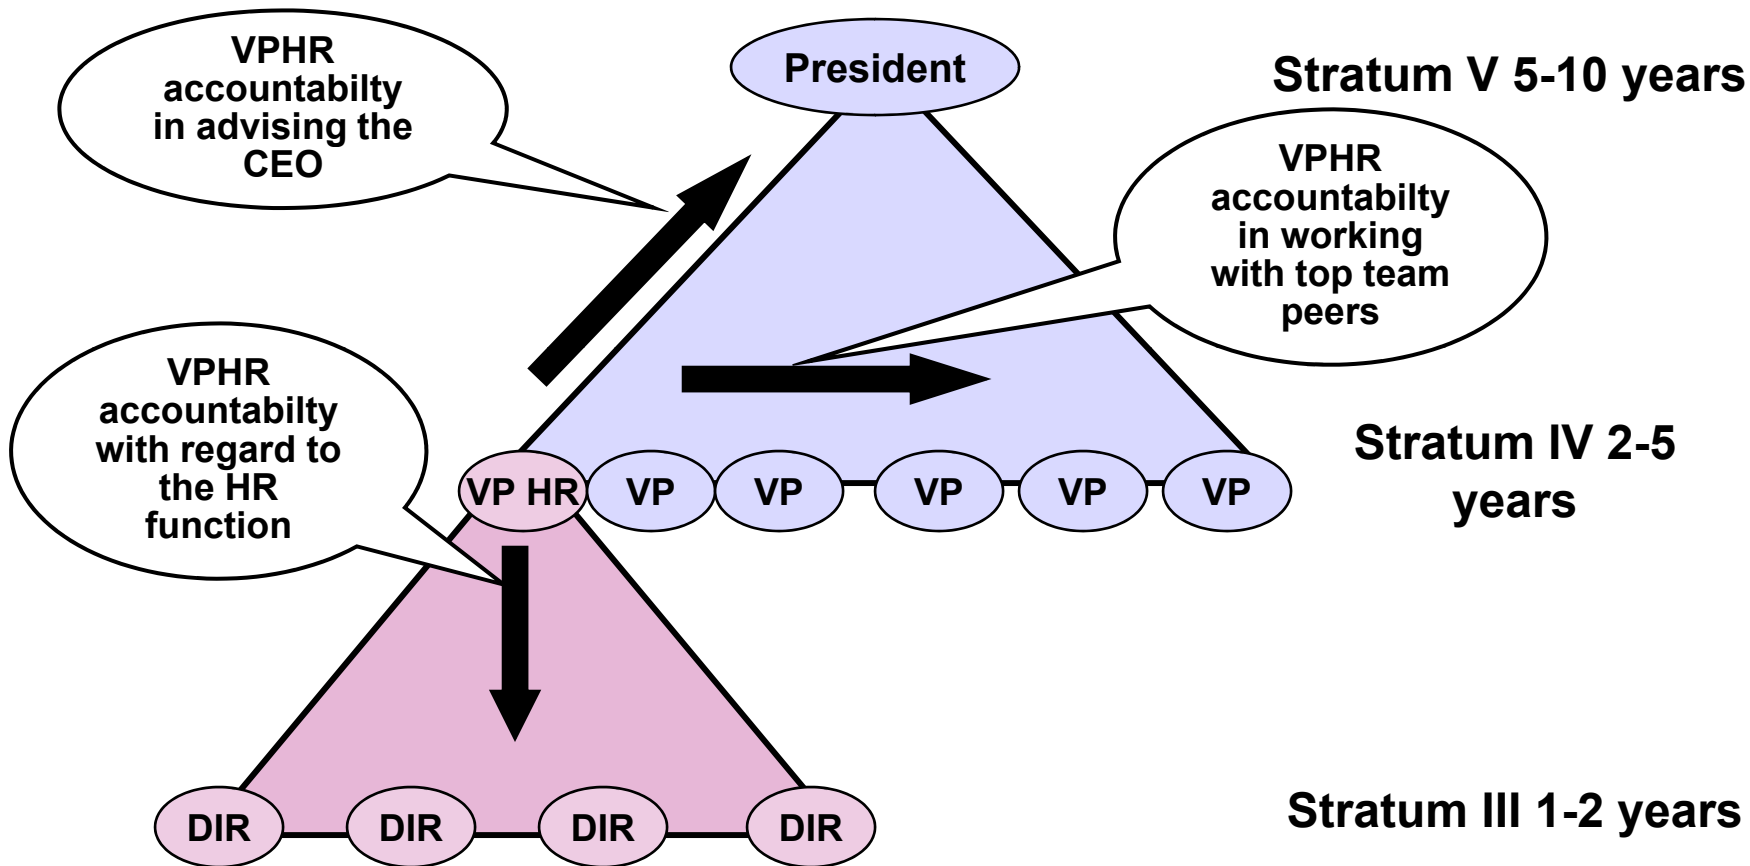 VPHR
accountabilty
in advising the
CEO
President
Stratum V 5-10 years
VPHR
accountabilty
in working
with top team
peers
VPHR
accountabilty
with regard to
the HR
function
Stratum IV 2-5
years
VP HR
VP
VP
VP
VP
VP
DIR
DIR
DIR
DIR
Stratum III 1-2 years